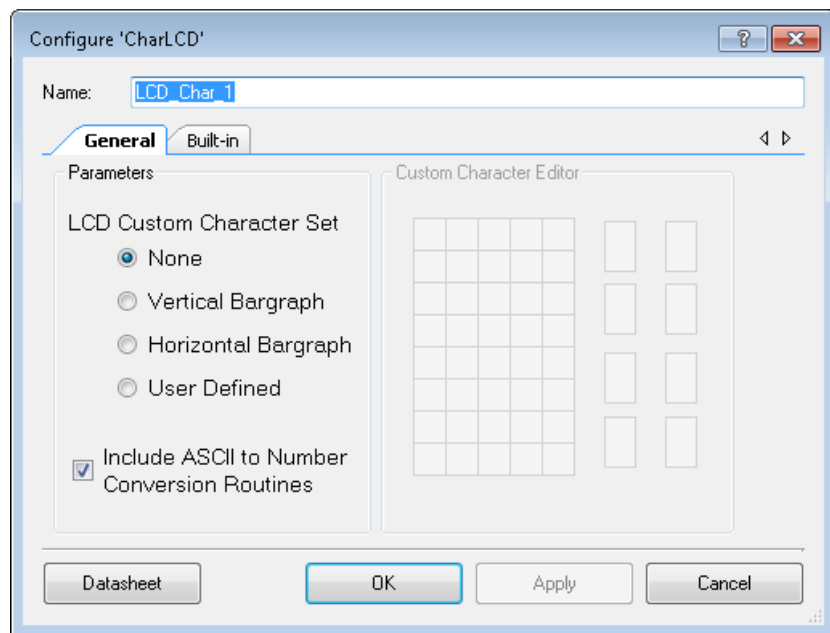 Configure 'CharLCD'
?
Name: LCD_Char_1
General Built-in
Parameters
Custom Character Editor
LCD Custom Character Set
None
Vertical Bargraph
Horizontal Bargraph
User Defined
Include ASCII to Number
Conversion Routines
Datasheet OK Apply Cancel